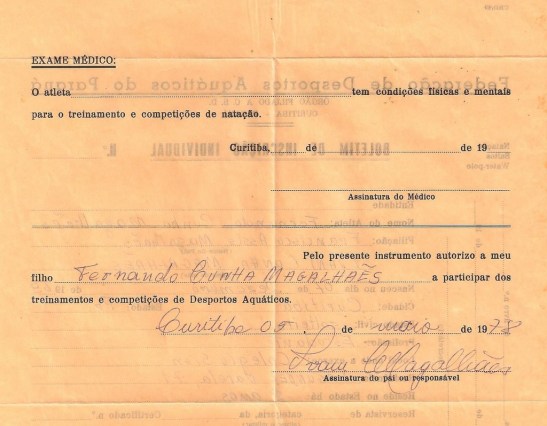 EXAME MÉDICO:
O atleta tem condições físicas e mentais
para o treinamento e competições de natação.
Curitiba, de de 19
Assinatura do Médico
Pelo presente instrumento autorizo a meu
filho Fernando Cunha Magalhães a participar dos
treinamentos e competições de Desportos Aquáticos.
Curitiba 05 . de maio de 1978
Magalhães
Assinatura do pai ou responsável